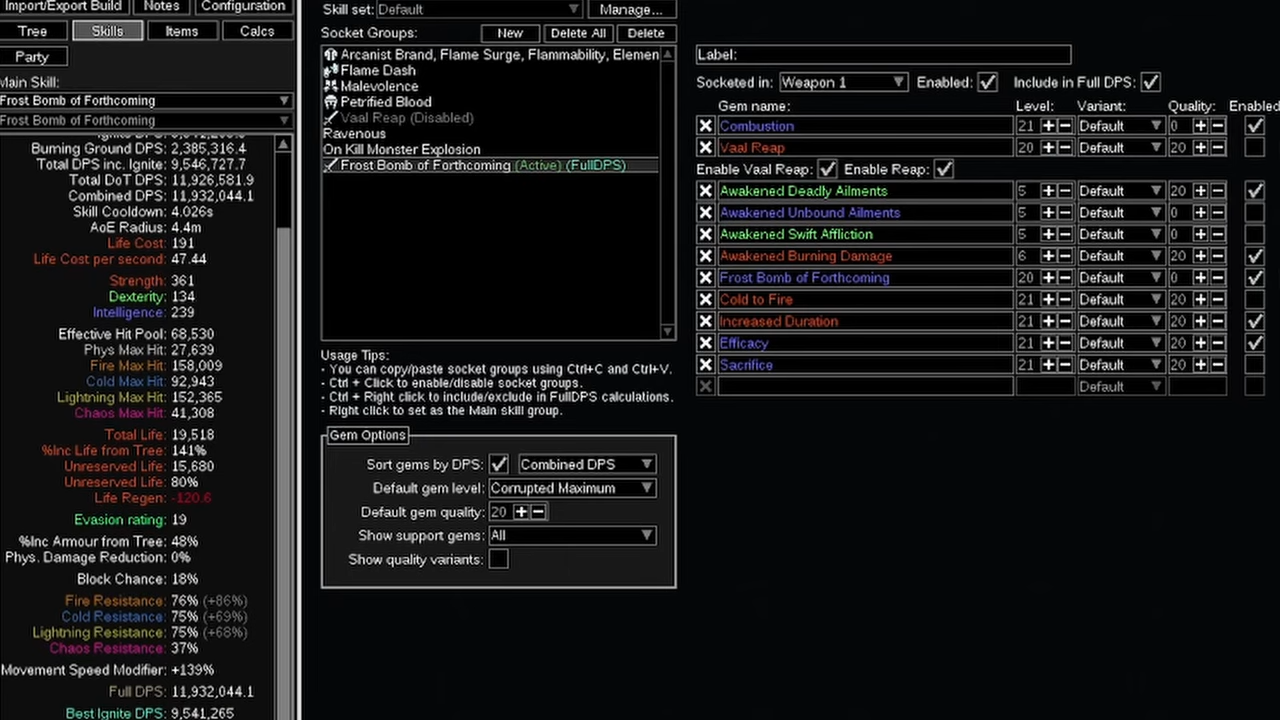 Import/Export Build Notes Configuration
Tree Skills Items Calcs
Party
Main Skill:
Frost Bomb of Forthcoming
Frost Bomb of Forthcoming
Burning Ground DPS: 2,385,316.4
Total DPS inc. Ignite: 9,546,727.7
Total DoT DPS: 11,926,581.9
Combined DPS: 11,932,044.1
Skill Cooldown: 4.026s
AoE Radius: 4.4m
Life Cost: 191
Life Cost per second: 47.44
Strength: 361
Dexterity: 134
Intelligence: 239
Effective Hit Pool: 68,530
Phys Max Hit: 27,639
Fire Max Hit: 158,009
Cold Max Hit: 92,943
Lightning Max Hit: 152,365
Chaos Max Hit: 41,308
Total Life: 19,518
%Inc Life from Tree: 141%
Unreserved Life: 15,680
Unreserved Life: 80%
Life Regen: -120.6
Evasion rating: 19
%Inc Armour from Tree: 48%
Phys. Damage Reduction: 0%
Block Chance: 18%
Fire Resistance: 76% (+86%)
Cold Resistance: 75% (+69%)
Lightning Resistance: 75% (+68%)
Chaos Resistance: 37%
Movement Speed Modifier: +139%
Full DPS: 11,932,044.1
Best Ignite DPS: 9,541,265
Skill set: Default Manage...
Socket Groups: New Delete All Delete
Arcanist Brand, Flame Surge, Flammability, Elemen
Flame Dash
Malevolence
Petrified Blood
Vaal Reap (Disabled)
Ravenous
On Kill Monster Explosion
Frost Bomb of Forthcoming (Active) (FullDPS)
Usage Tips:
- You can copy/paste socket groups using Ctrl+C and Ctrl+V.
- Ctrl + Click to enable/disable socket groups.
- Ctrl + Right click to include/exclude in FullDPS calculations.
- Right click to set as the Main skill group.
Gem Options
Sort gems by DPS: Combined DPS
Default gem level: Corrupted Maximum
Default gem quality: 20
Show support gems: All
Show quality variants:
Label:
Socketed in: Weapon 1 Enabled: Include in Full DPS:
Gem name: Level: Variant: Quality: Enabled
Combustion 21 Default 0
Vaal Reap 20 Default 20
Enable Vaal Reap: Enable Reap:
Awakened Deadly Ailments 5 Default 20
Awakened Unbound Ailments 5 Default 0
Awakened Swift Affliction 5 Default 0
Awakened Burning Damage 6 Default 20
Frost Bomb of Forthcoming 20 Default 0
Cold to Fire 21 Default 20
Increased Duration 21 Default 20
Efficacy 21 Default 20
Sacrifice 21 Default 20
Default